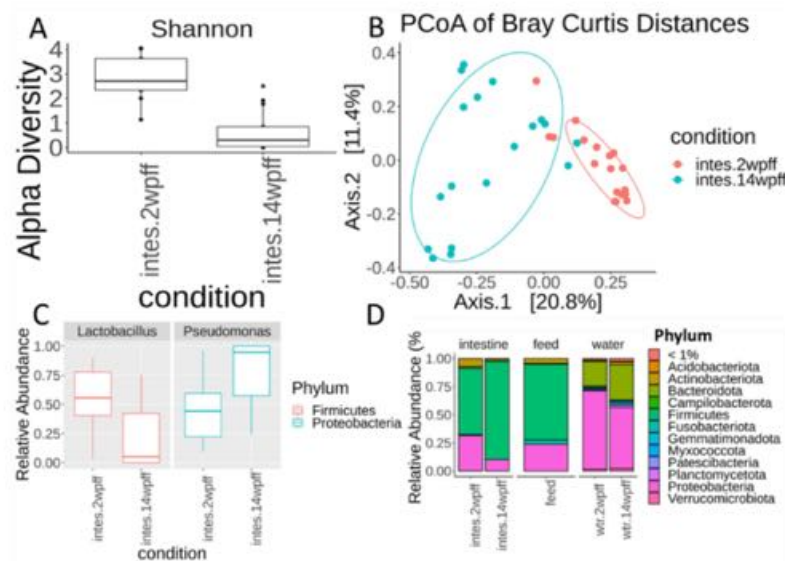 A
Shannon
Alpha Diversity
4
3
2
1
0
intes.2wpff
intes.14wpff
condition
B
PCoA of Bray Curtis Distances
Axis.2 [11.4%]
0.4
0.2
0.0
-0.2
-0.4
-0.50
-0.25
0.00
0.25
Axis.1 [20.8%]
condition
intes.2wpff
intes.14wpff
C
Lactobacillus
Pseudomonas
Relative Abundance
1.00
0.75
0.50
0.25
0.00
intes.2wpff
intes.14wpff
intes.2wpff
intes.14wpff
condition
Phylum
Firmicutes
Proteobacteria
D
intestine
feed
water
Relative Abundance (%
1.00
0.75
0.50
0.25
0.00
intes.2wpff
intes.14wpff
feed
wtr.2wpff
wtr.14wpff
Phylum
< 1%
Acidobacteriota
Actinobacteriota
Bacteroidota
Campilobacterota
Firmicutes
Fusobacteriota
Gemmatimonadota
Myxococcota
Patescibacteria
Planctomycetota
Proteobacteria
Verrucomicrobiota